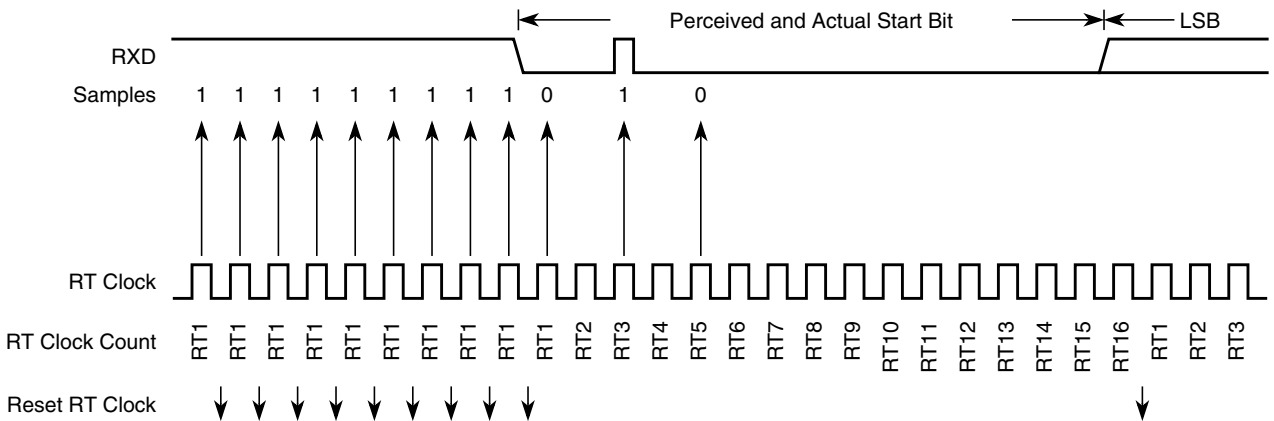 Perceived and Actual Start Bit LSB
RXD
Samples 1 1 1 1 1 1 1 1 1 0 1 0
RT Clock
RT Clock Count RT1 RT1 RT1 RT1 RT1 RT1 RT1 RT1 RT1 RT1 RT2 RT3 RT4 RT5 RT6 RT7 RT8 RT9 RT10 RT11 RT12 RT13 RT14 RT15 RT16 RT1 RT2 RT3
Reset RT Clock